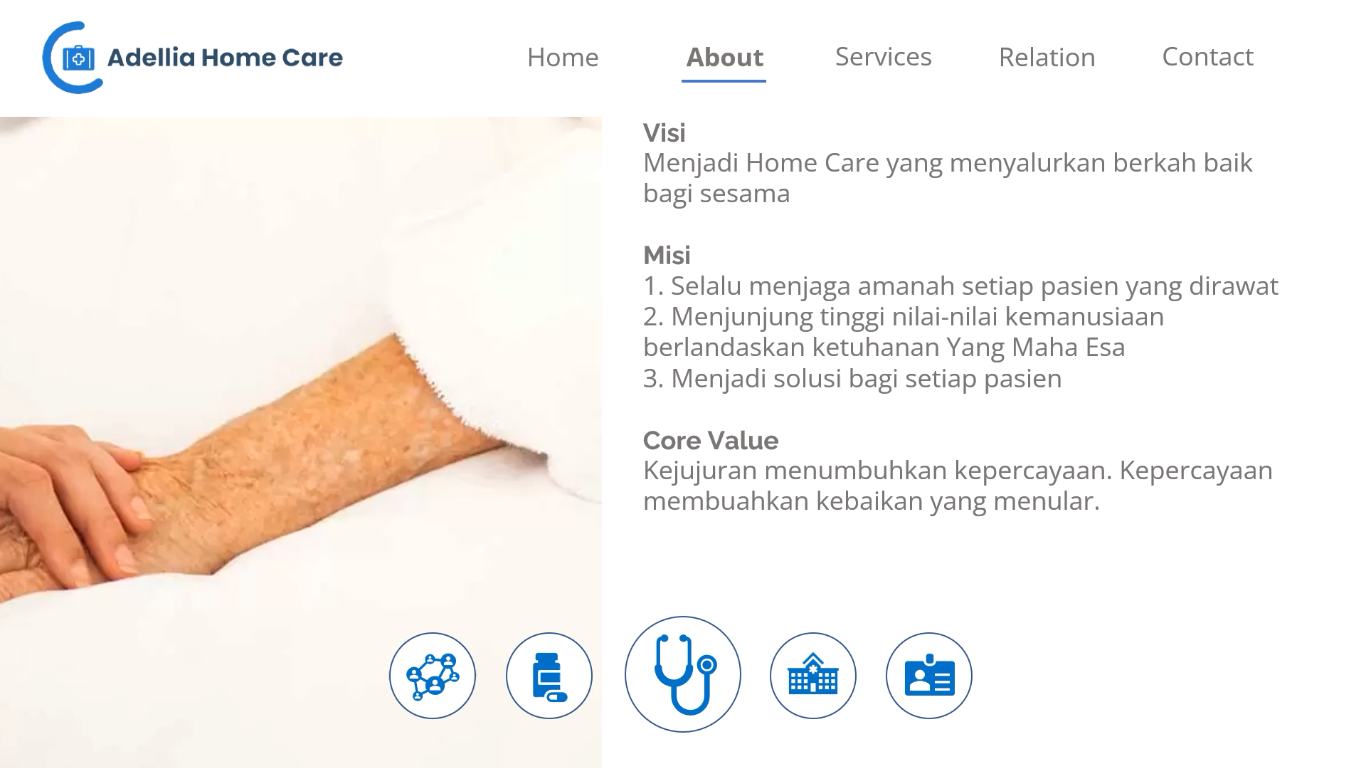 Adellia Home Care
Home
About
Services
Relation
Contact
Visi
Menjadi Home Care yang menyalurkan berkah baik
bagi sesama
Misi
1. Selalu menjaga amanah setiap pasien yang dirawat
2. Menjunjung tinggi nilai-nilai kemanusiaan
berlandaskan ketuhanan Yang Maha Esa
3. Menjadi solusi bagi setiap pasien
Core Value
Kejujuran menumbuhkan kepercayaan. Kepercayaan
membuahkan kebaikan yang menular.